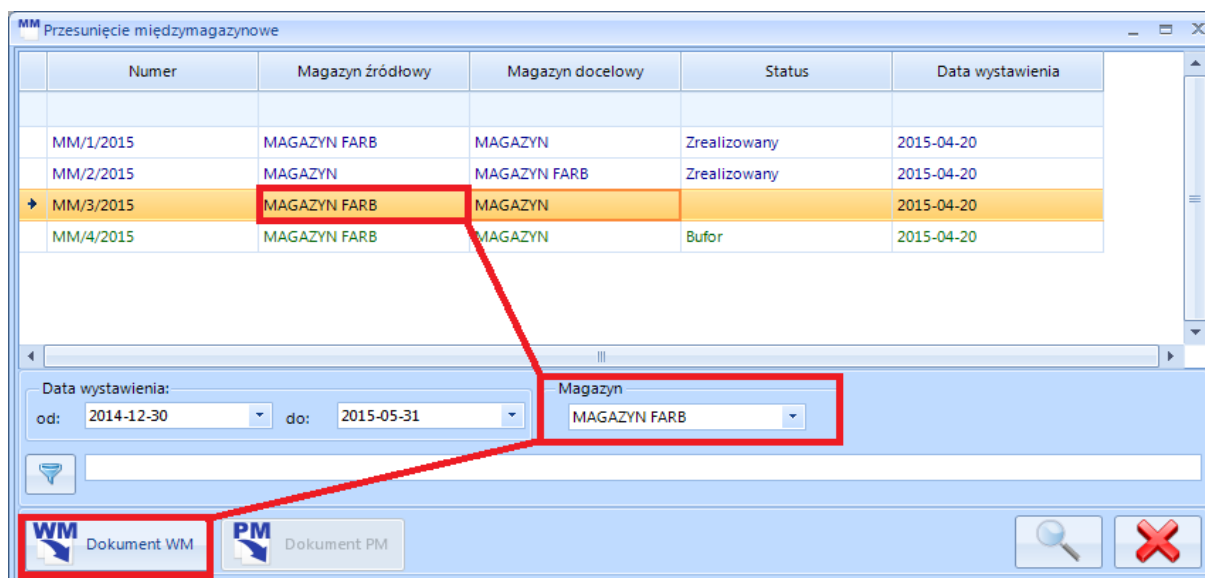 MM Przesunięcie międzymagazynowe
Numer Magazyn źródłowy Magazyn docelowy Status Data wystawienia
MM/1/2015 MAGAZYN FARB MAGAZYN Zrealizowany 2015-04-20
MM/2/2015 MAGAZYN MAGAZYN FARB Zrealizowany 2015-04-20
MM/3/2015 MAGAZYN FARB MAGAZYN 2015-04-20
MM/4/2015 MAGAZYN FARB MAGAZYN Bufor 2015-04-20
Data wystawienia: Magazyn
od: 2014-12-30 do: 2015-05-31 MAGAZYN FARB
WM Dokument WM PM Dokument PM